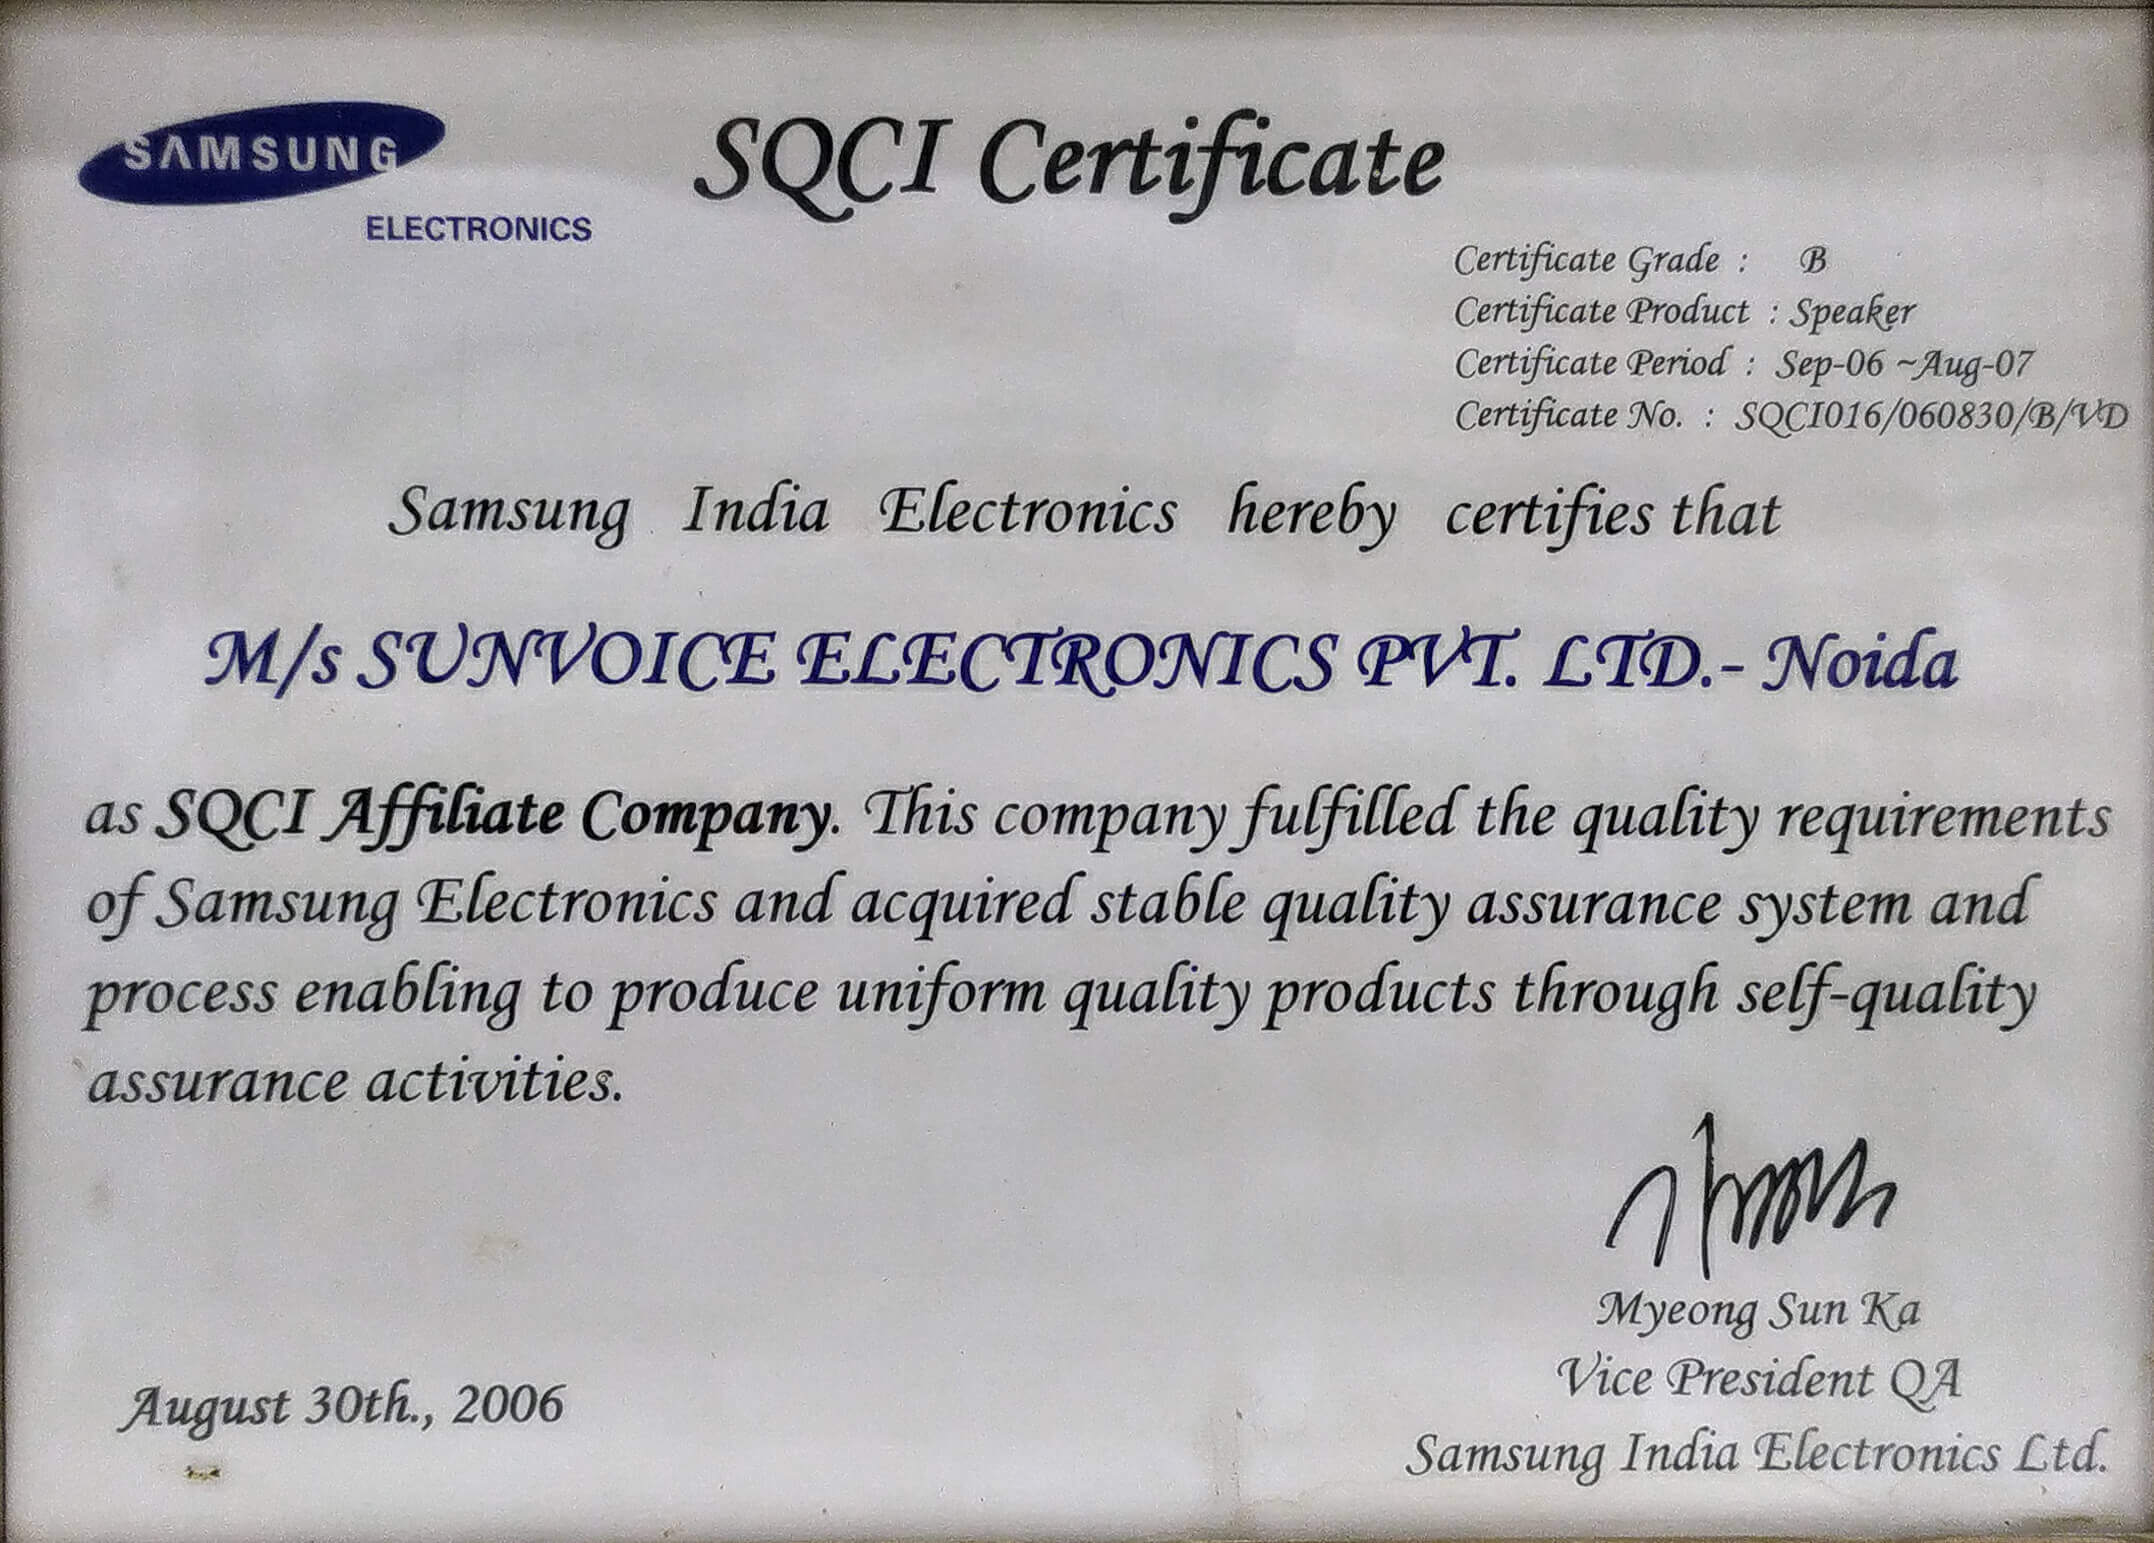 SAMSUNG
ELECTRONICS
SQCI Certificate
Certificate Grade : B
Certificate Product : Speaker
Certificate Period : Sep-06 ~Aug-07
Certificate No. : SQCI016/060830/B/VD
Samsung India Electronics hereby certifies that
M/s SUNVOICE ELECTRONICS PVT. LTD.- Noida
as SQCI Affiliate Company. This company fulfilled the quality requirements
of Samsung Electronics and acquired stable quality assurance system and
process enabling to produce uniform quality products through self-quality
assurance activities.
Myeong Sun Ka
Vice President QA
August 30th., 2006
Samsung India Electronics Ltd.